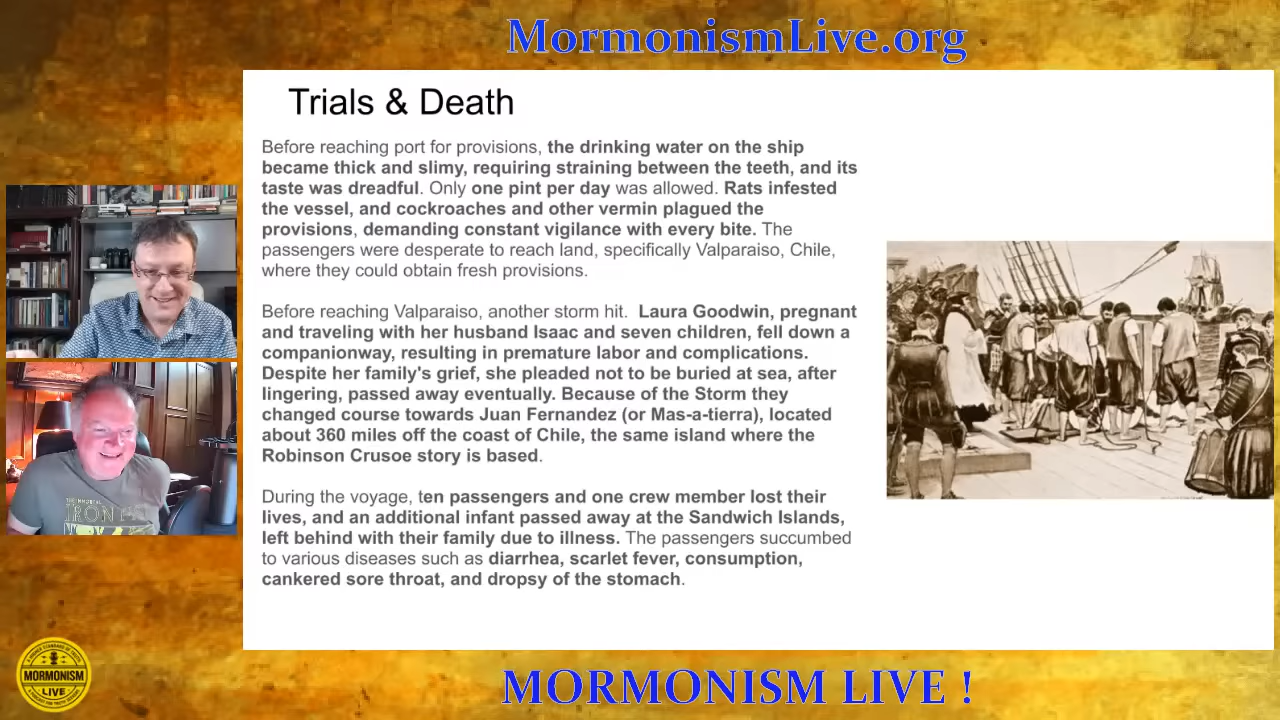 MormonismLive.org
Trials & Death
Before reaching port for provisions, the drinking water on the ship
became thick and slimy, requiring straining between the teeth, and its
taste was dreadful. Only one pint per day was allowed. Rats infested
the vessel, and cockroaches and other vermin plagued the
provisions, demanding constant vigilance with every bite. The
passengers were desperate to reach land, specifically Valparaiso, Chile,
where they could obtain fresh provisions.
Before reaching Valparaiso, another storm hit.  Laura Goodwin, pregnant
and traveling with her husband Isaac and seven children, fell down a
companionway, resulting in premature labor and complications.
Despite her family's grief, she pleaded not to be buried at sea, after
lingering, passed away eventually. Because of the Storm they
changed course towards Juan Fernandez (or Mas-a-tierra), located
about 360 miles off the coast of Chile, the same island where the
Robinson Crusoe story is based.
During the voyage, ten passengers and one crew member lost their
lives, and an additional infant passed away at the Sandwich Islands,
left behind with their family due to illness. The passengers succumbed
to various diseases such as diarrhea, scarlet fever, consumption,
cankered sore throat, and dropsy of the stomach.
THE IMMORTAL
IRON
MORMONISM
LIVE
MORMONISM LIVE !